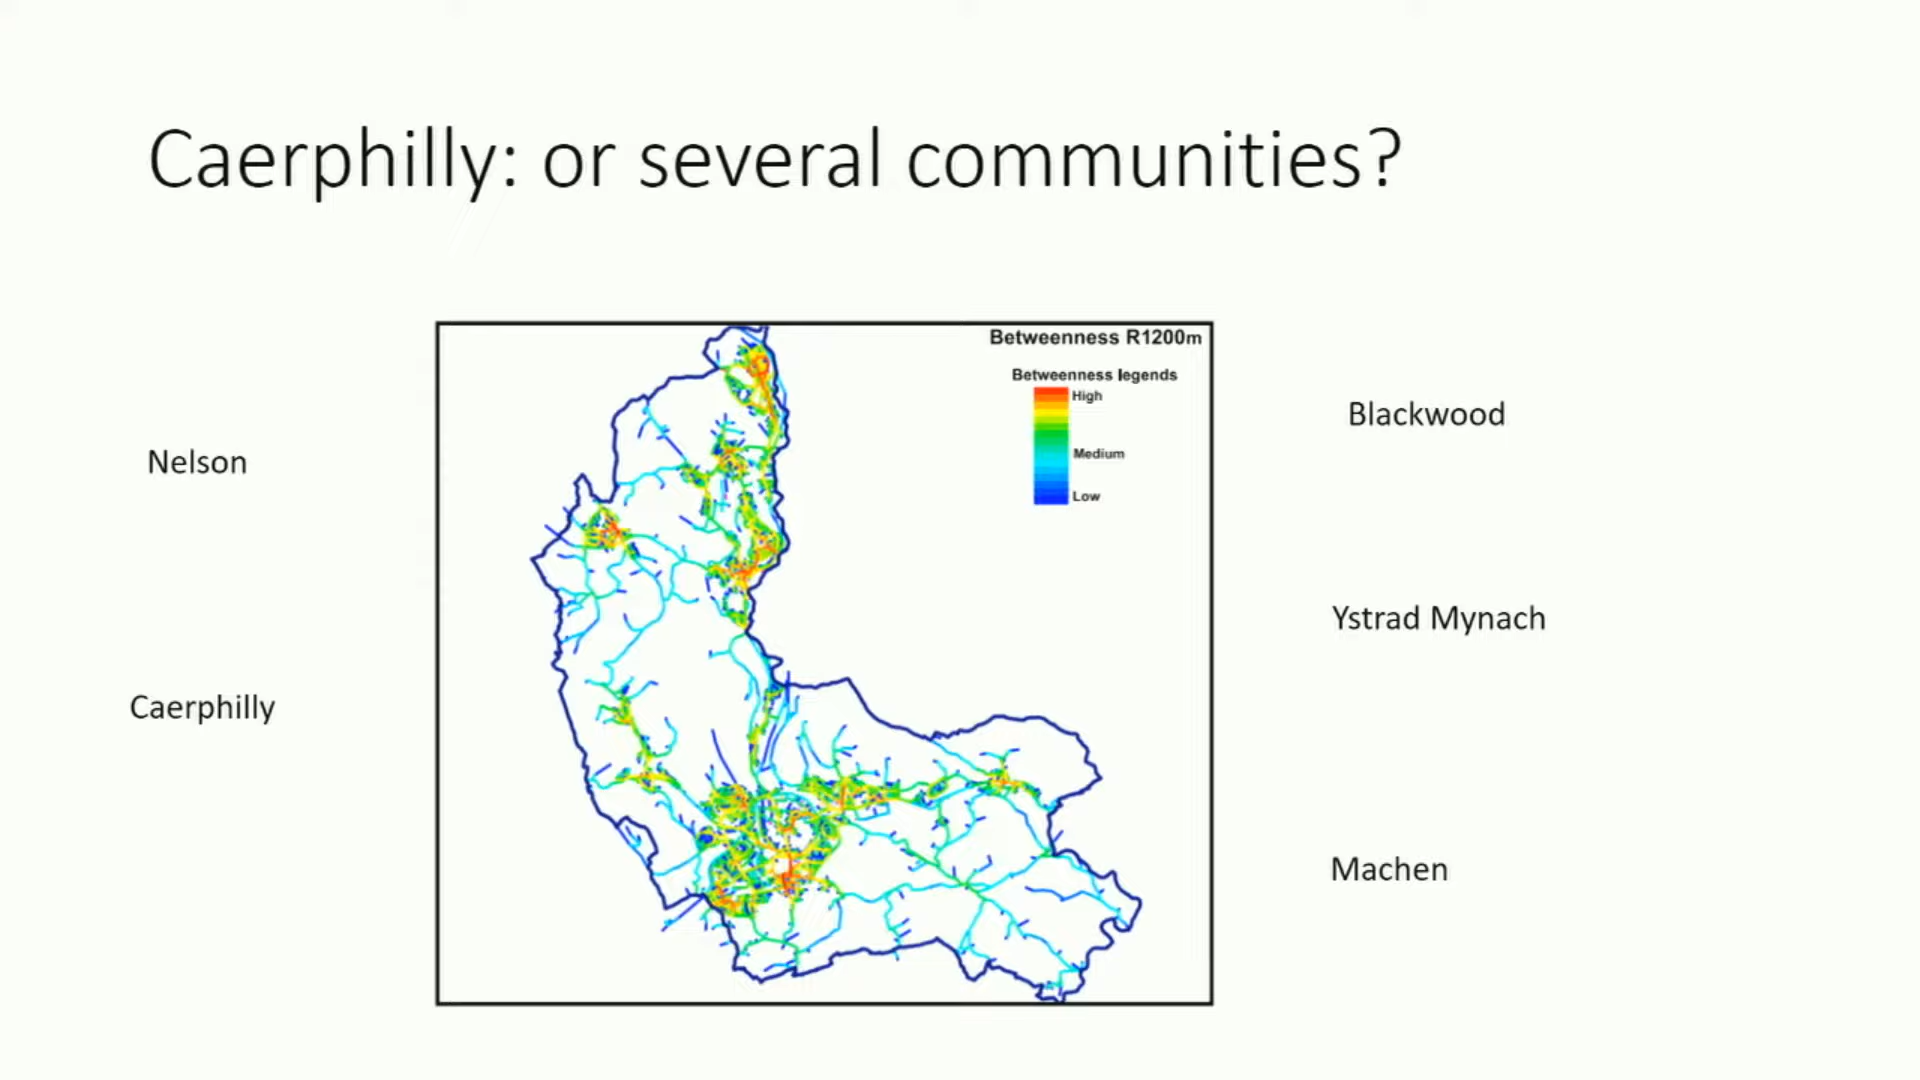 Caerphilly: or several communities?
Betweenness R1200m
Betweenness legends
High
Medium
Low
Nelson
Caerphilly
Blackwood
Ystrad Mynach
Machen